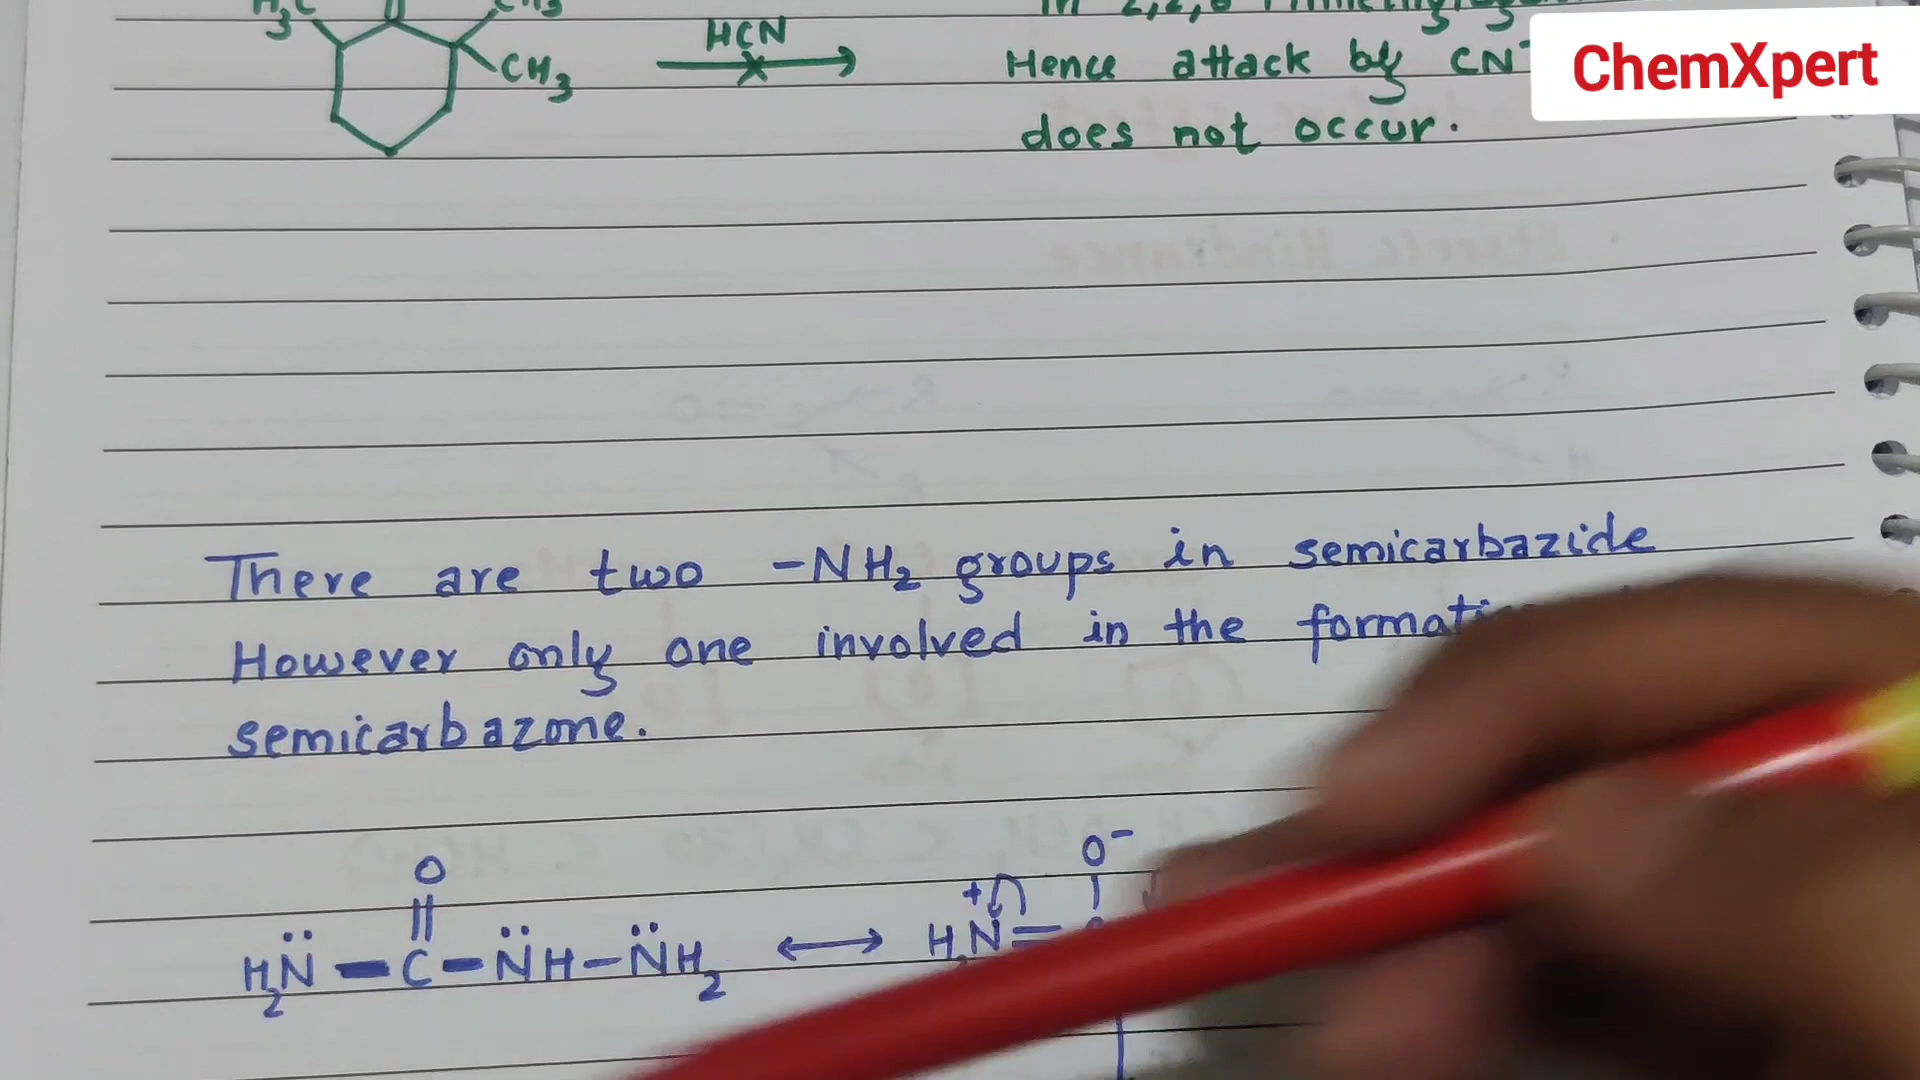 HCN
CH3
Hence attack by CN-
does not occur.
ChemXpert
There are two -NH2 groups in semicarbazide
However only one involved in the
semicarbazone.
O
H2N̈ - C - N̈H - N̈H2 ⟷ H2N+ =
O-